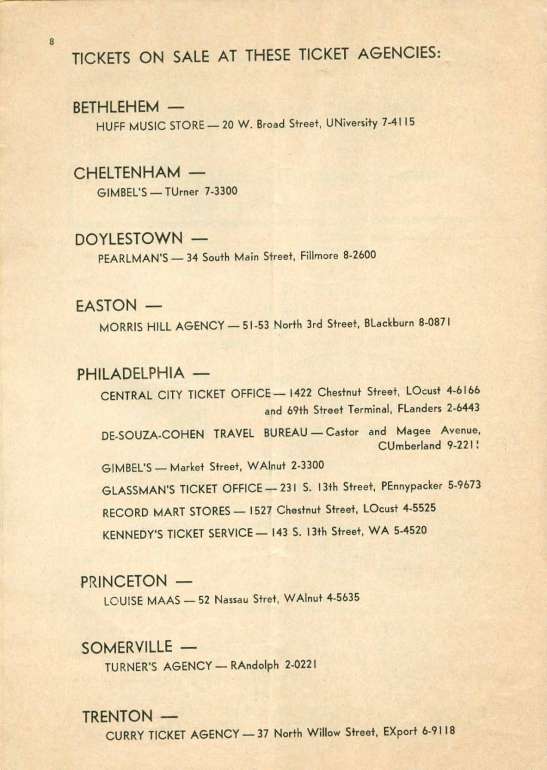 8
TICKETS ON SALE AT THESE TICKET AGENCIES:
BETHLEHEM —
HUFF MUSIC STORE — 20 W. Broad Street, UNiversity 7-4115
CHELTENHAM —
GIMBEL'S — TUrner 7-3300
DOYLESTOWN —
PEARLMAN'S — 34 South Main Street, Fillmore 8-2600
EASTON —
MORRIS HILL AGENCY — 51-53 North 3rd Street, BLackburn 8-0871
PHILADELPHIA —
CENTRAL CITY TICKET OFFICE — 1422 Chestnut Street, LOcust 4-6166
and 69th Street Terminal, FLanders 2-6443
DE-SOUZA-COHEN TRAVEL BUREAU — Castor and Magee Avenue,
CUmberland
GIMBEL'S — Market Street, WAlnut 2-3300
GLASSMAN'S TICKET OFFICE — 231 S. 13th Street, PEnnypacker 5-9673
RECORD MART STORES — 1527 Chestnut Street, LOcust 4-5525
KENNEDY'S TICKET SERVICE — 143 S. 13th Street, WA 5-4520
PRINCETON —
LOUISE MAAS — 52 Nassau Stret, WAlnut 4-5635
SOMERVILLE —
TURNER'S AGENCY — RAndolph 2-0221
TRENTON —
CURRY TICKET AGENCY — 37 North Willow Street, EXport 6-9118